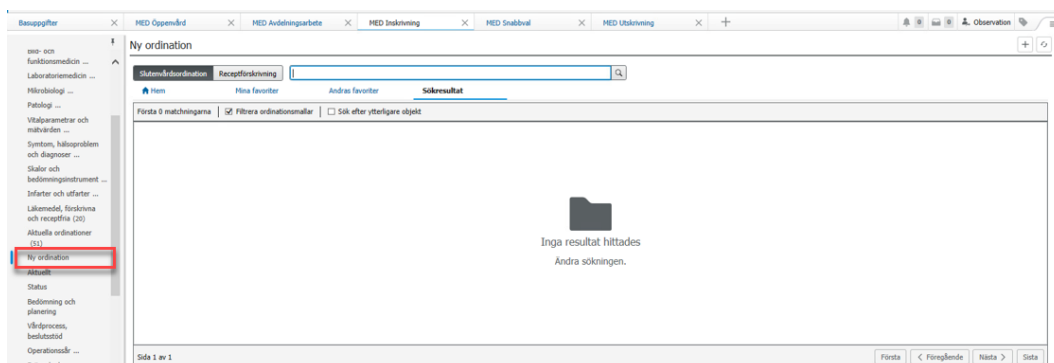 Basuppgifter
MED Öppenvård
MED Avdelningsarbete
MED Inskrivning
MED Snabbval
MED Utskrivning
0
0
Observation
funktionsmedicin ...
Laboratoriemedicin ...
Mikrobiologi ...
Patologi ...
Vitalparametrar och
mätvärden ...
Symtom, hälsoproblem
och diagnoser ...
Skalor och
bedömningsinstrument ...
Infarter och utfarter ...
Läkemedel, förskrivna
och receptfria (20)
Aktuella ordinationer
(51)
Ny ordination
Aktuellt
Status
Bedömning och
planering
Vårdprocess,
beslutsstöd
Operationssår ...
Ny ordination
Slutenvårdsordination Receptförskrivning
Hem Mina favoriter Andras favoriter Sökresultat
Första 0 matchningarna Filtrera ordinationsmallar Sök efter ytterligare objekt
Inga resultat hittades
Ändra sökningen.
Sida 1 av 1
Första < Föregående Nästa > Sista